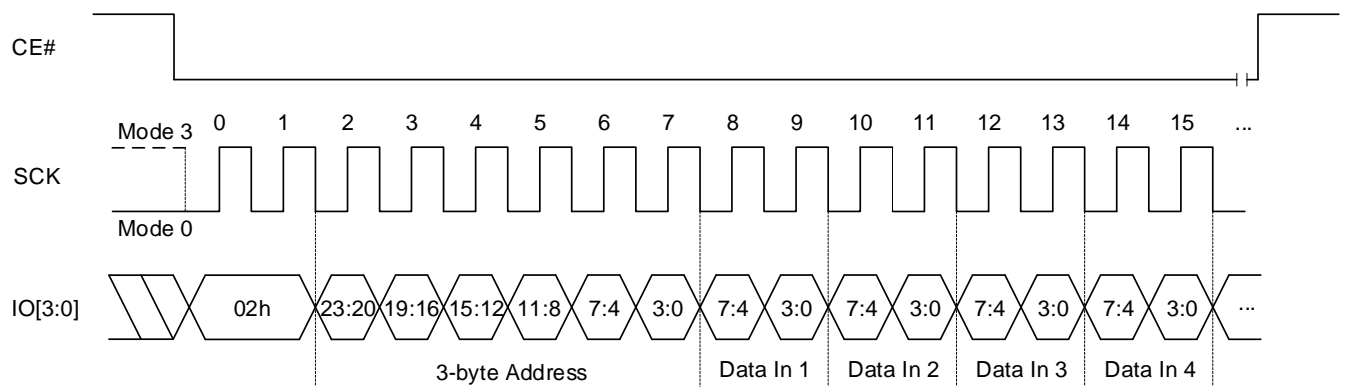 CE#
Mode 3 0 1 2 3 4 5 6 7 8 9 10 11 12 13 14 15 ...
SCK
Mode 0
IO[3:0] 02h 23:20 19:16 15:12 11:8 7:4 3:0 7:4 3:0 7:4 3:0 7:4 3:0 7:4 3:0 ...
3-byte Address Data In 1 Data In 2 Data In 3 Data In 4